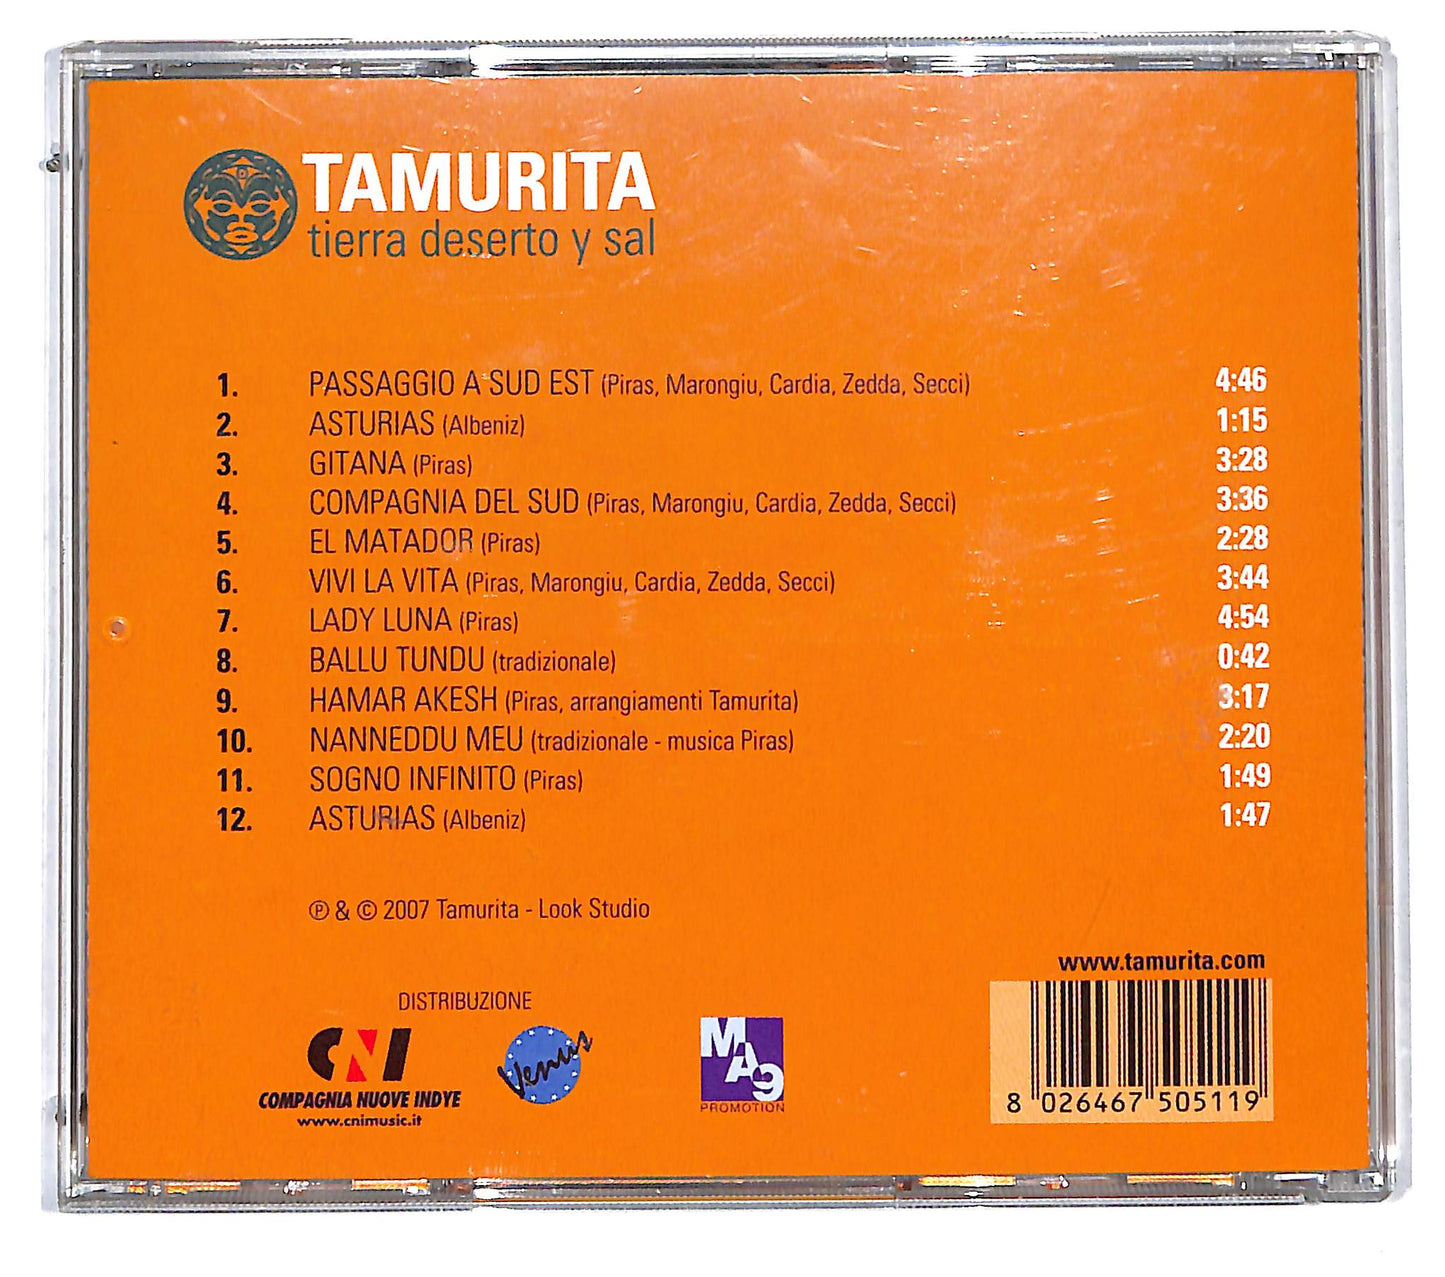 TAMURITA
tierra deserto y sal
1. PASSAGGIO A SUD EST (Piras, Marongiu, Cardia, Zedda, Secci) 4:46
2. ASTURIAS (Albeniz) 1:15
3. GITANA (Piras) 3:28
4. COMPAGNIA DEL SUD (Piras, Marongiu, Cardia, Zedda, Secci) 3:36
5. EL MATADOR (Piras) 2:28
6. VIVI LA VITA (Piras, Marongiu, Cardia, Zedda, Secci) 3:44
7. LADY LUNA (Piras) 4:54
8. BALLU TUNDU (tradizionale) 0:42
9. HAMAR AKESH (Piras, arrangiamenti Tamurita) 3:17
10. NANNEDDU MEU (tradizionale - musica Piras) 2:20
11. SOGNO INFINITO (Piras) 1:49
12. ASTURIAS (Albeniz) 1:47
℗ & © 2007 Tamurita - Look Studio
www.tamurita.com
DISTRIBUZIONE
CNI
COMPAGNIA NUOVE INDYE
www.cnimusic.it
Venus
MA9
PROMOTION
8 026467 505119